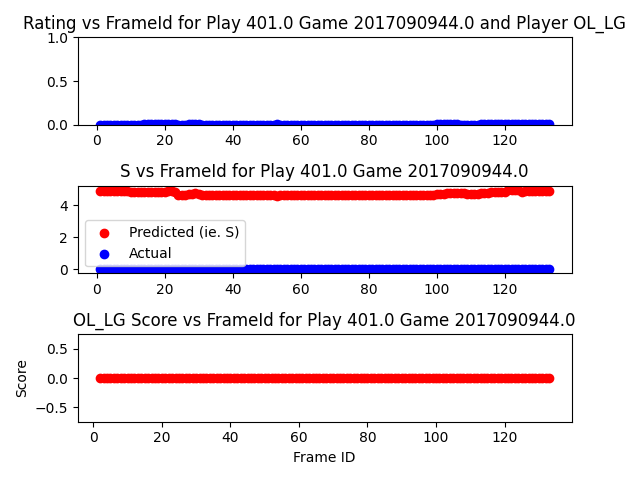 Rating vs FrameId for Play 401.0 Game 2017090944.0 and Player OL_LG
1.0
0.5
0.0
0 20 40 60 80 100 120
S vs FrameId for Play 401.0 Game 2017090944.0
4
2
0
Predicted (ie. S)
Actual
0 20 40 60 80 100 120
OL_LG Score vs FrameId for Play 401.0 Game 2017090944.0
Score
0.5
0.0
−0.5
0 20 40 60 80 100 120
Frame ID